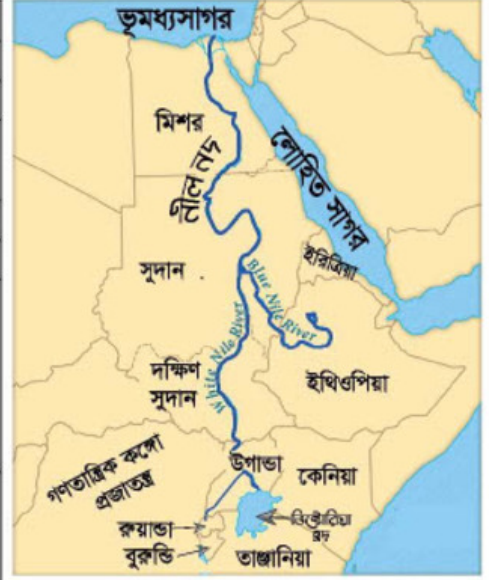 ভূমধ্যসাগর
মিশর
নীল নদ
লোহিত সাগর
সুদান
ইরিত্রিয়া
Blue Nile River
White Nile River
দক্ষিণ
সুদান
ইথিওপিয়া
গণতান্ত্রিক কঙ্গো
প্রজাতন্ত্র
উগান্ডা
কেনিয়া
রুয়ান্ডা
ভিক্টোরিয়া
হ্রদ
বুরুন্ডি
তাঞ্জানিয়া